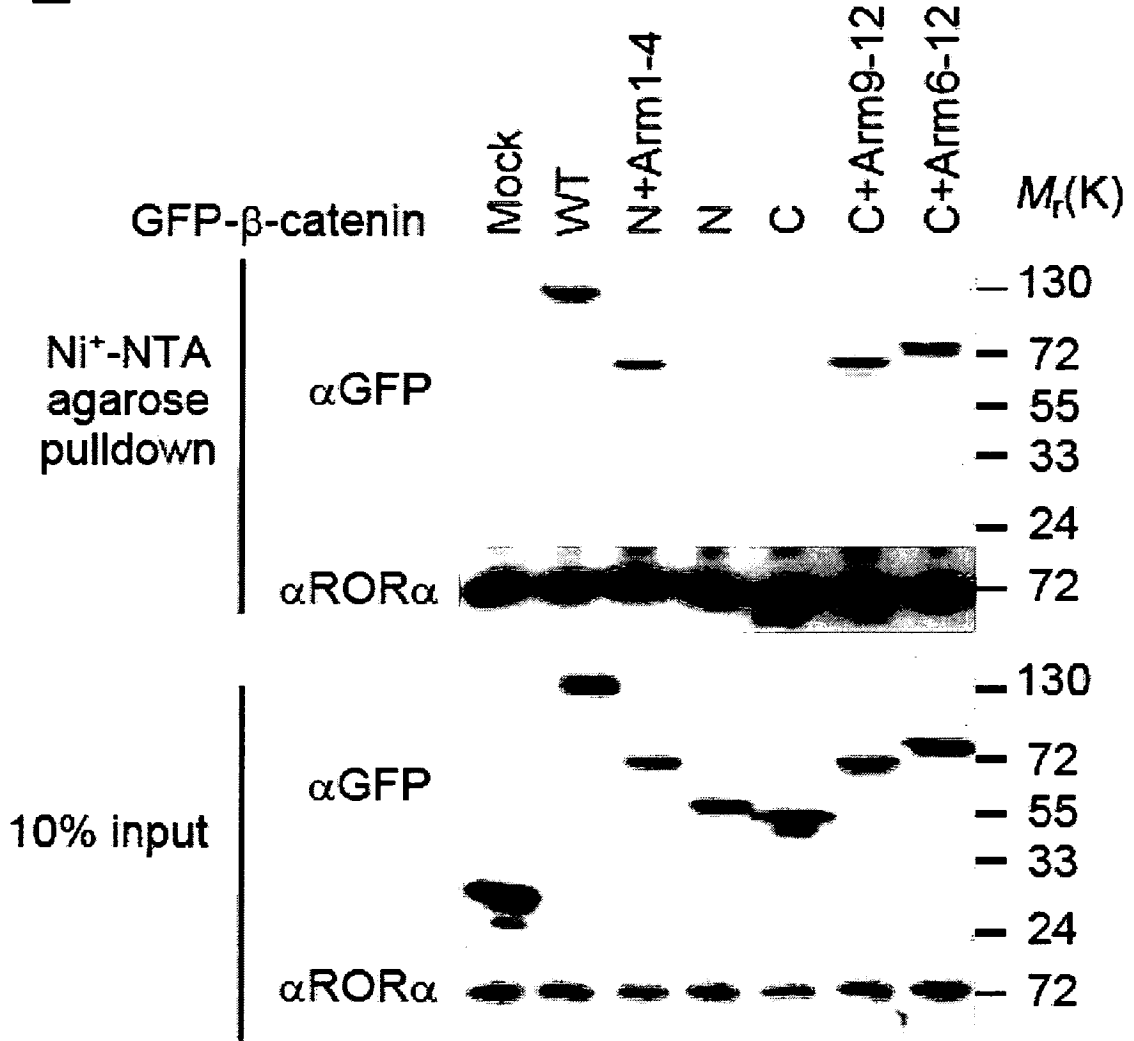 Mock
WT
N+Arm1-4
N
C
C+Arm9-12
C+Arm6-12
GFP-β-catenin
Mr(K)
Ni+-NTA
agarose
pulldown
αGFP
130
72
55
33
24
αRORα
72
10% input
αGFP
130
72
55
33
24
αRORα
72